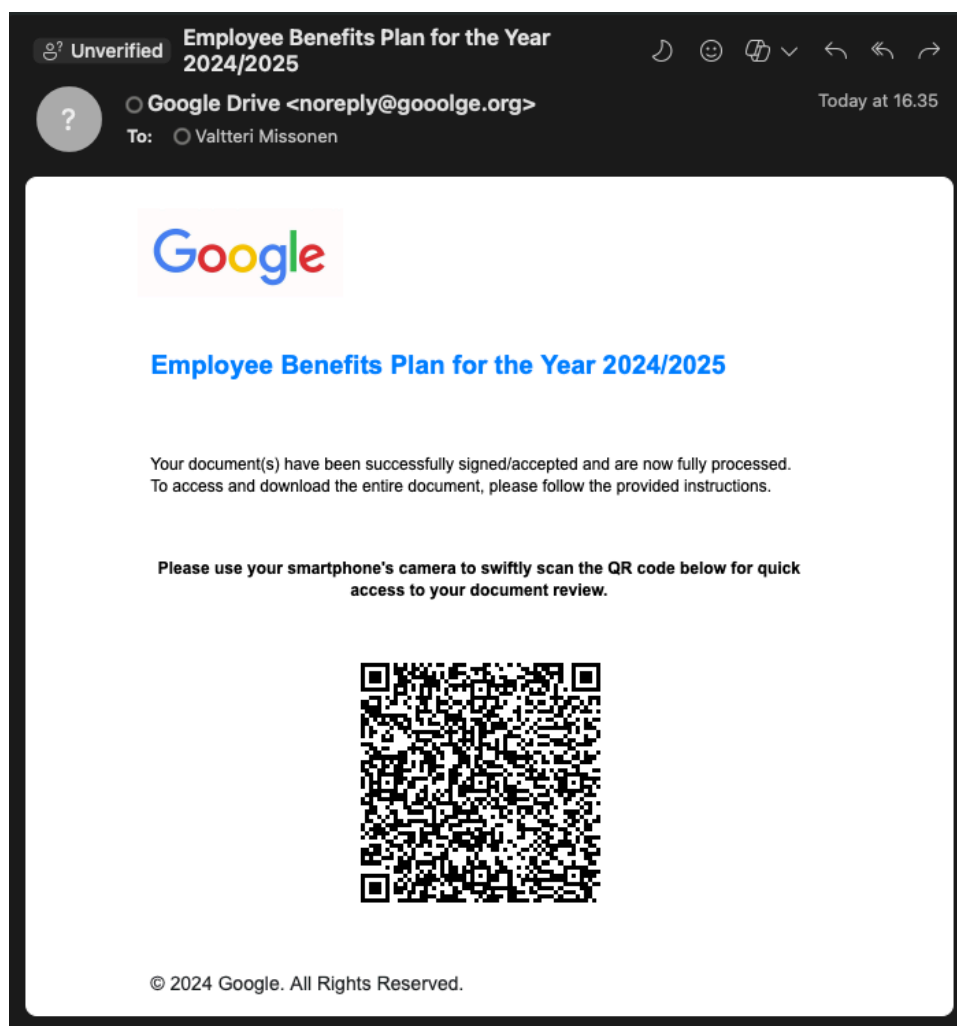 Unverified
Employee Benefits Plan for the Year
2024/2025
?
Google Drive <noreply@gooolge.org>
Today at 16.35
To: Valtteri Missonen
Google
Employee Benefits Plan for the Year 2024/2025
Your document(s) have been successfully signed/accepted and are now fully processed.
To access and download the entire document, please follow the provided instructions.
Please use your smartphone's camera to swiftly scan the QR code below for quick
access to your document review.
© 2024 Google. All Rights Reserved.